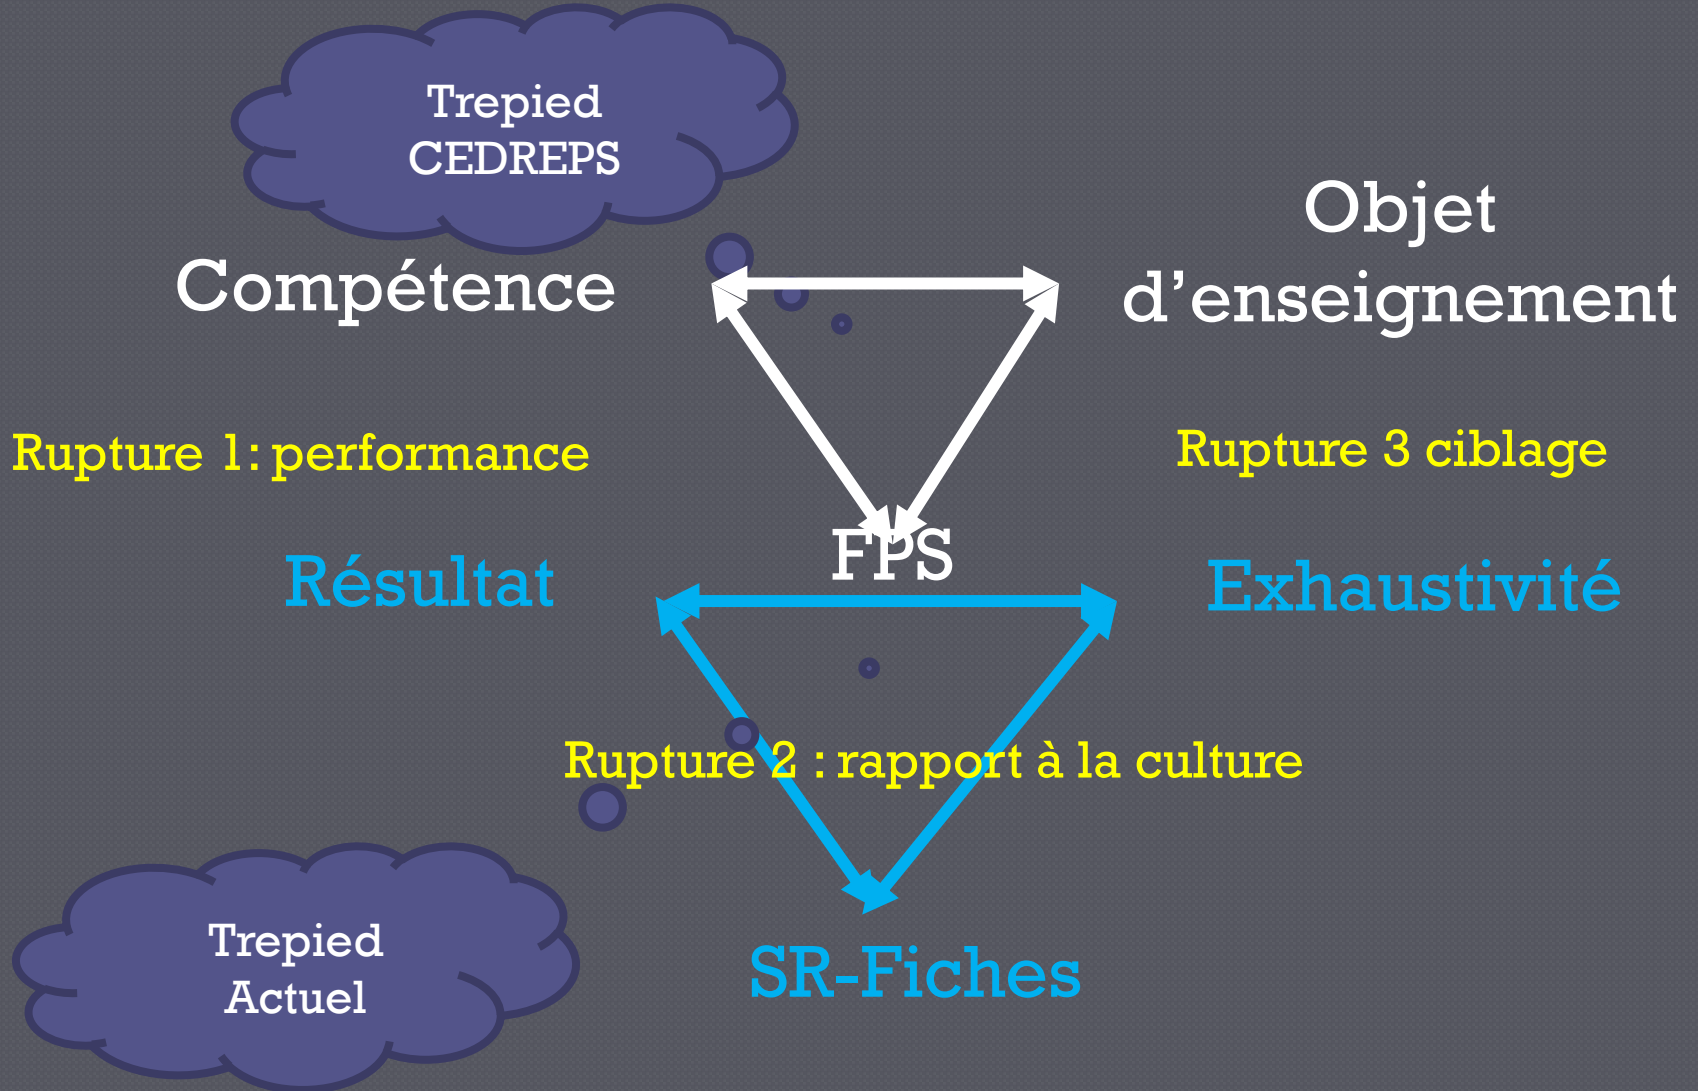 Trepied
CEDREPS
Objet
d’enseignement
Compétence
Rupture 1: performance
Rupture 3 ciblage
FPS
Résultat
Exhaustivité
Rupture 2 : rapport à la culture
Trepied
Actuel
SR-Fiches